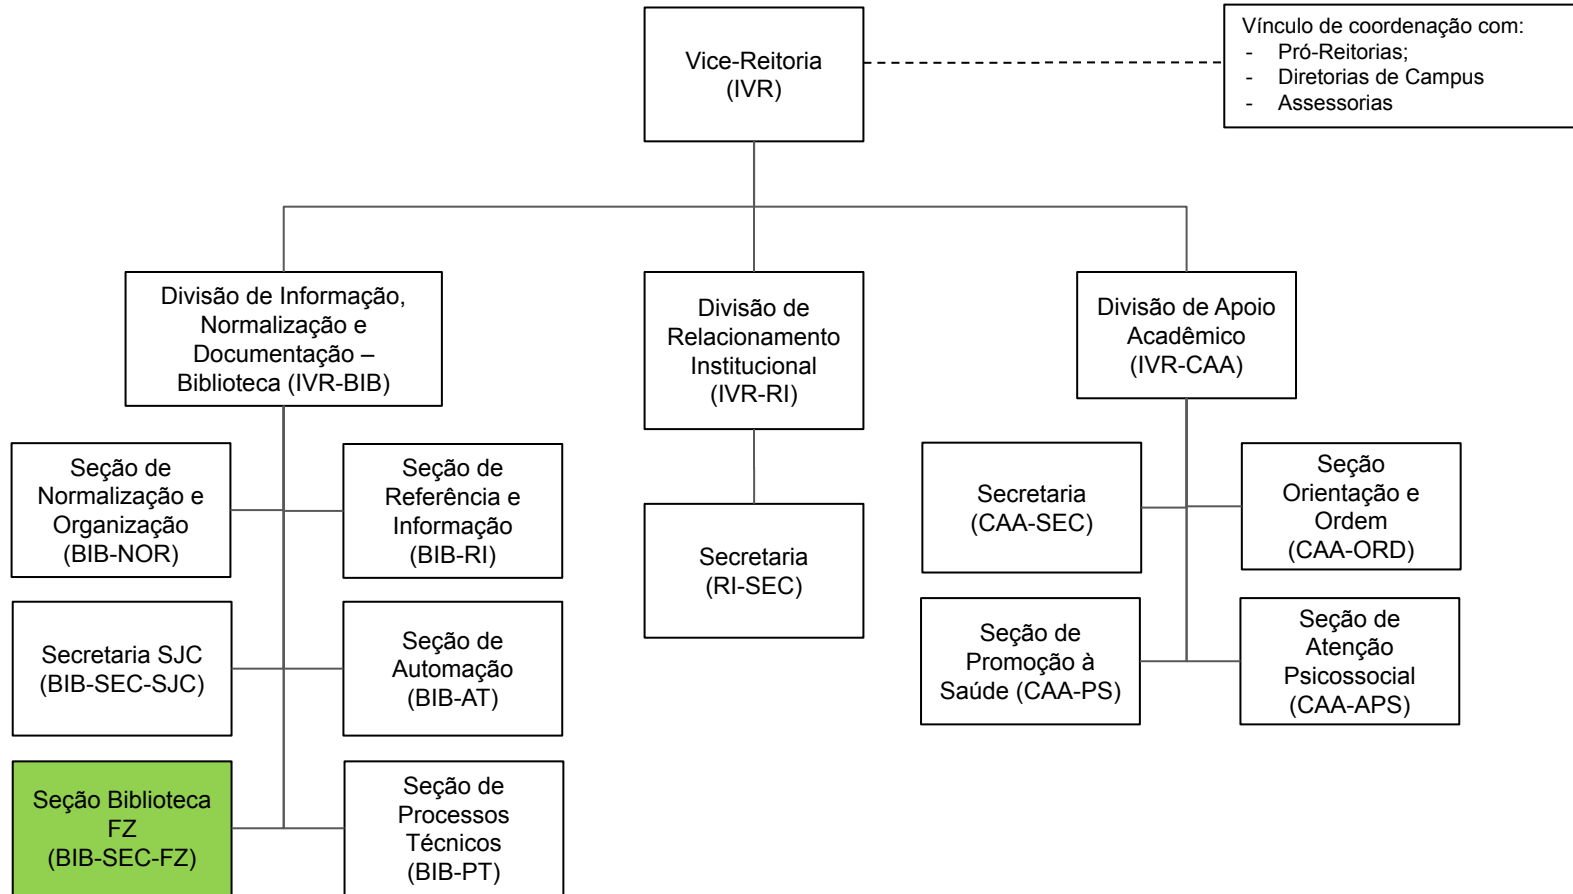 Vice-Reitoria
(IVR)
Vínculo de coordenação com:
- Pró-Reitorias;
- Diretorias de Campus
- Assessorias
Divisão de Informação,
Normalização e
Documentação –
Biblioteca (IVR-BIB)
Divisão de
Relacionamento
Institucional
(IVR-RI)
Divisão de Apoio
Acadêmico
(IVR-CAA)
Seção de
Normalização e
Organização
(BIB-NOR)
Seção de
Referência e
Informação
(BIB-RI)
Secretaria
(RI-SEC)
Secretaria
(CAA-SEC)
Seção
Orientação e
Ordem
(CAA-ORD)
Secretaria SJC
(BIB-SEC-SJC)
Seção de
Automação
(BIB-AT)
Seção de
Promoção à
Saúde (CAA-PS)
Seção de
Atenção
Psicossocial
(CAA-APS)
Seção Biblioteca
FZ
(BIB-SEC-FZ)
Seção de
Processos
Técnicos
(BIB-PT)